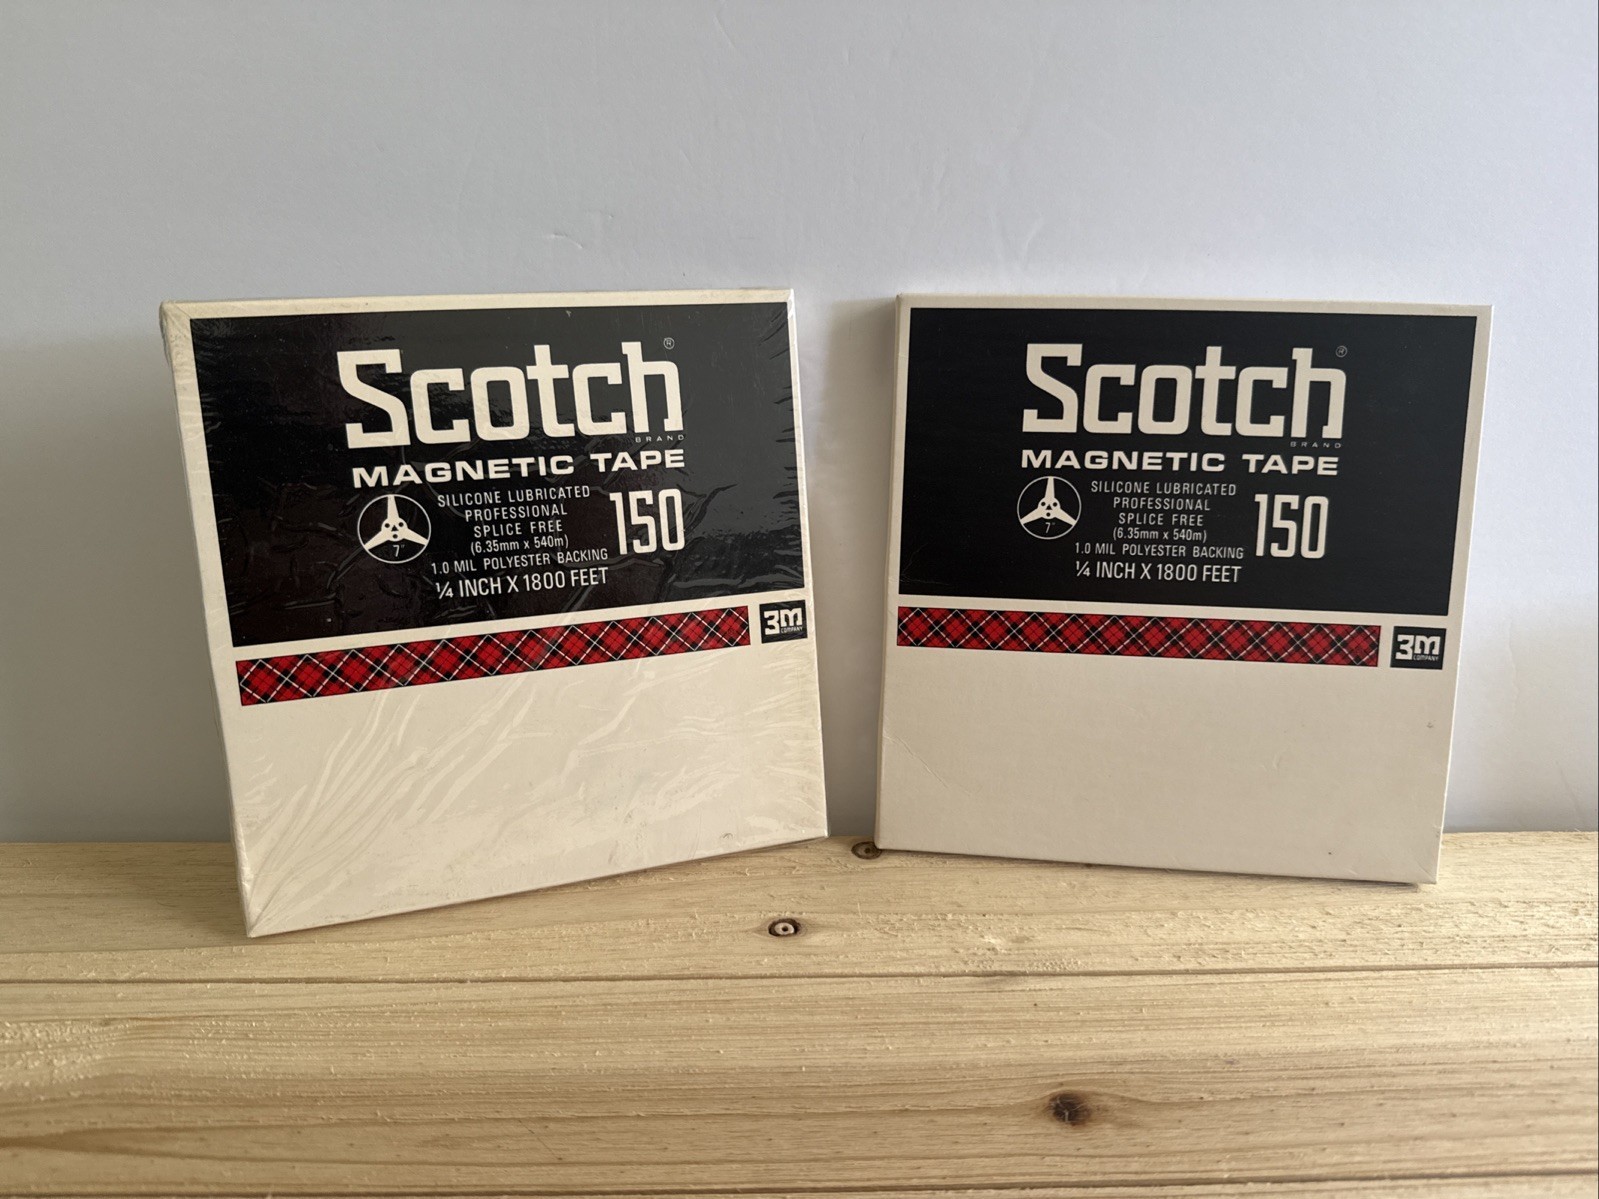 Scotch®
BRAND
MAGNETIC TAPE
SILICONE LUBRICATED
PROFESSIONAL
SPLICE FREE
(6.35mm x 540m)
1.0 MIL POLYESTER BACKING
150
7"
¼ INCH X 1800 FEET
3M
COMPANY
Scotch®
BRAND
MAGNETIC TAPE
SILICONE LUBRICATED
PROFESSIONAL
SPLICE FREE
(6.35mm x 540m)
1.0 MIL POLYESTER BACKING
150
7"
¼ INCH X 1800 FEET
3M
COMPANY